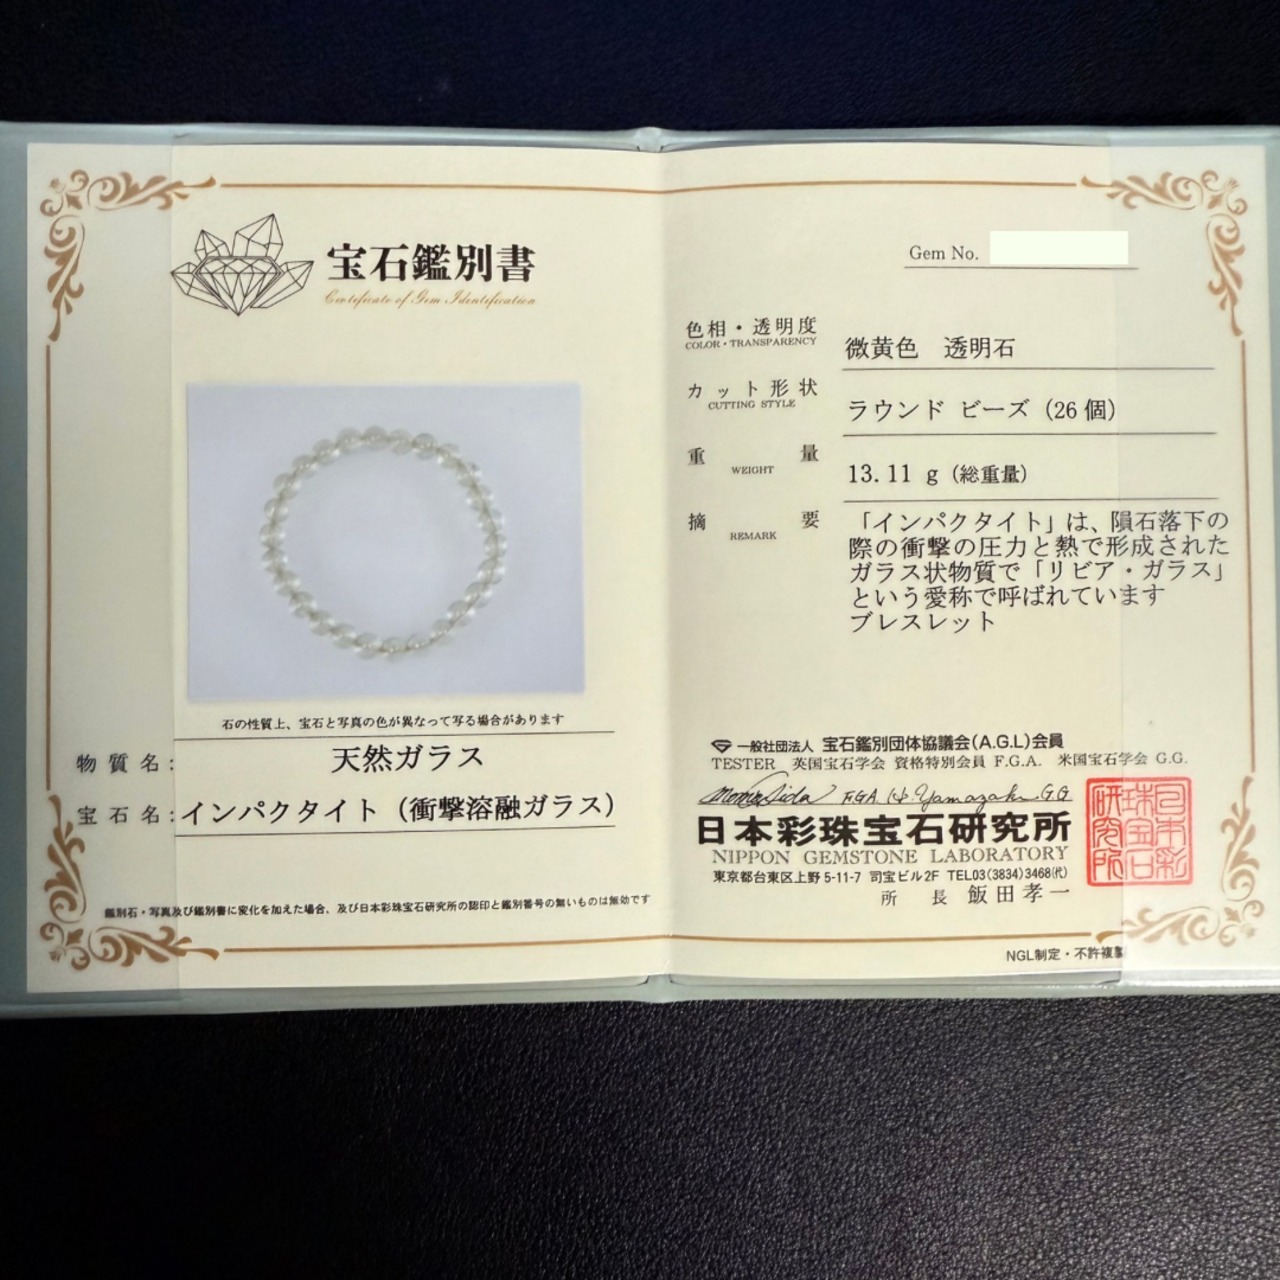 宝石鑑別書
Certificate of Gem Identification
石の性質上、宝石と写真の色が異なって写る場合があります
物質名: 天然ガラス
宝石名: インパクタイト (衝撃溶融ガラス)
鑑別石・写真及び鑑別書に変化を加えた場合、及び日本彩珠宝石研究所の認印と鑑別番号の無いものは無効です
Gem No.
色相・透明度
COLOR・TRANSPARENCY
微黄色 透明石
カット形状
CUTTING STYLE
ラウンド ビーズ (26個)
重量
WEIGHT
13.11 g (総重量)
摘要
REMARK
「インパクタイト」は、隕石落下の
際の衝撃の圧力と熱で形成された
ガラス状物質で「リビア・ガラス」
という愛称で呼ばれています
ブレスレット
一般社団法人 宝石鑑別団体協議会(A.G.L)会員
TESTER 英国宝石学会 資格特別会員 F.G.A. 米国宝石学会 G.G.
F.G.A. H. Yamazaki G.G
日本彩珠宝石研究所
NIPPON GEMSTONE LABORATORY
東京都台東区上野5-11-7 司宝ビル2F TEL03(3834)3468(代)
所長 飯田孝一
日本彩珠宝石研究所
NGL制定・不許複製